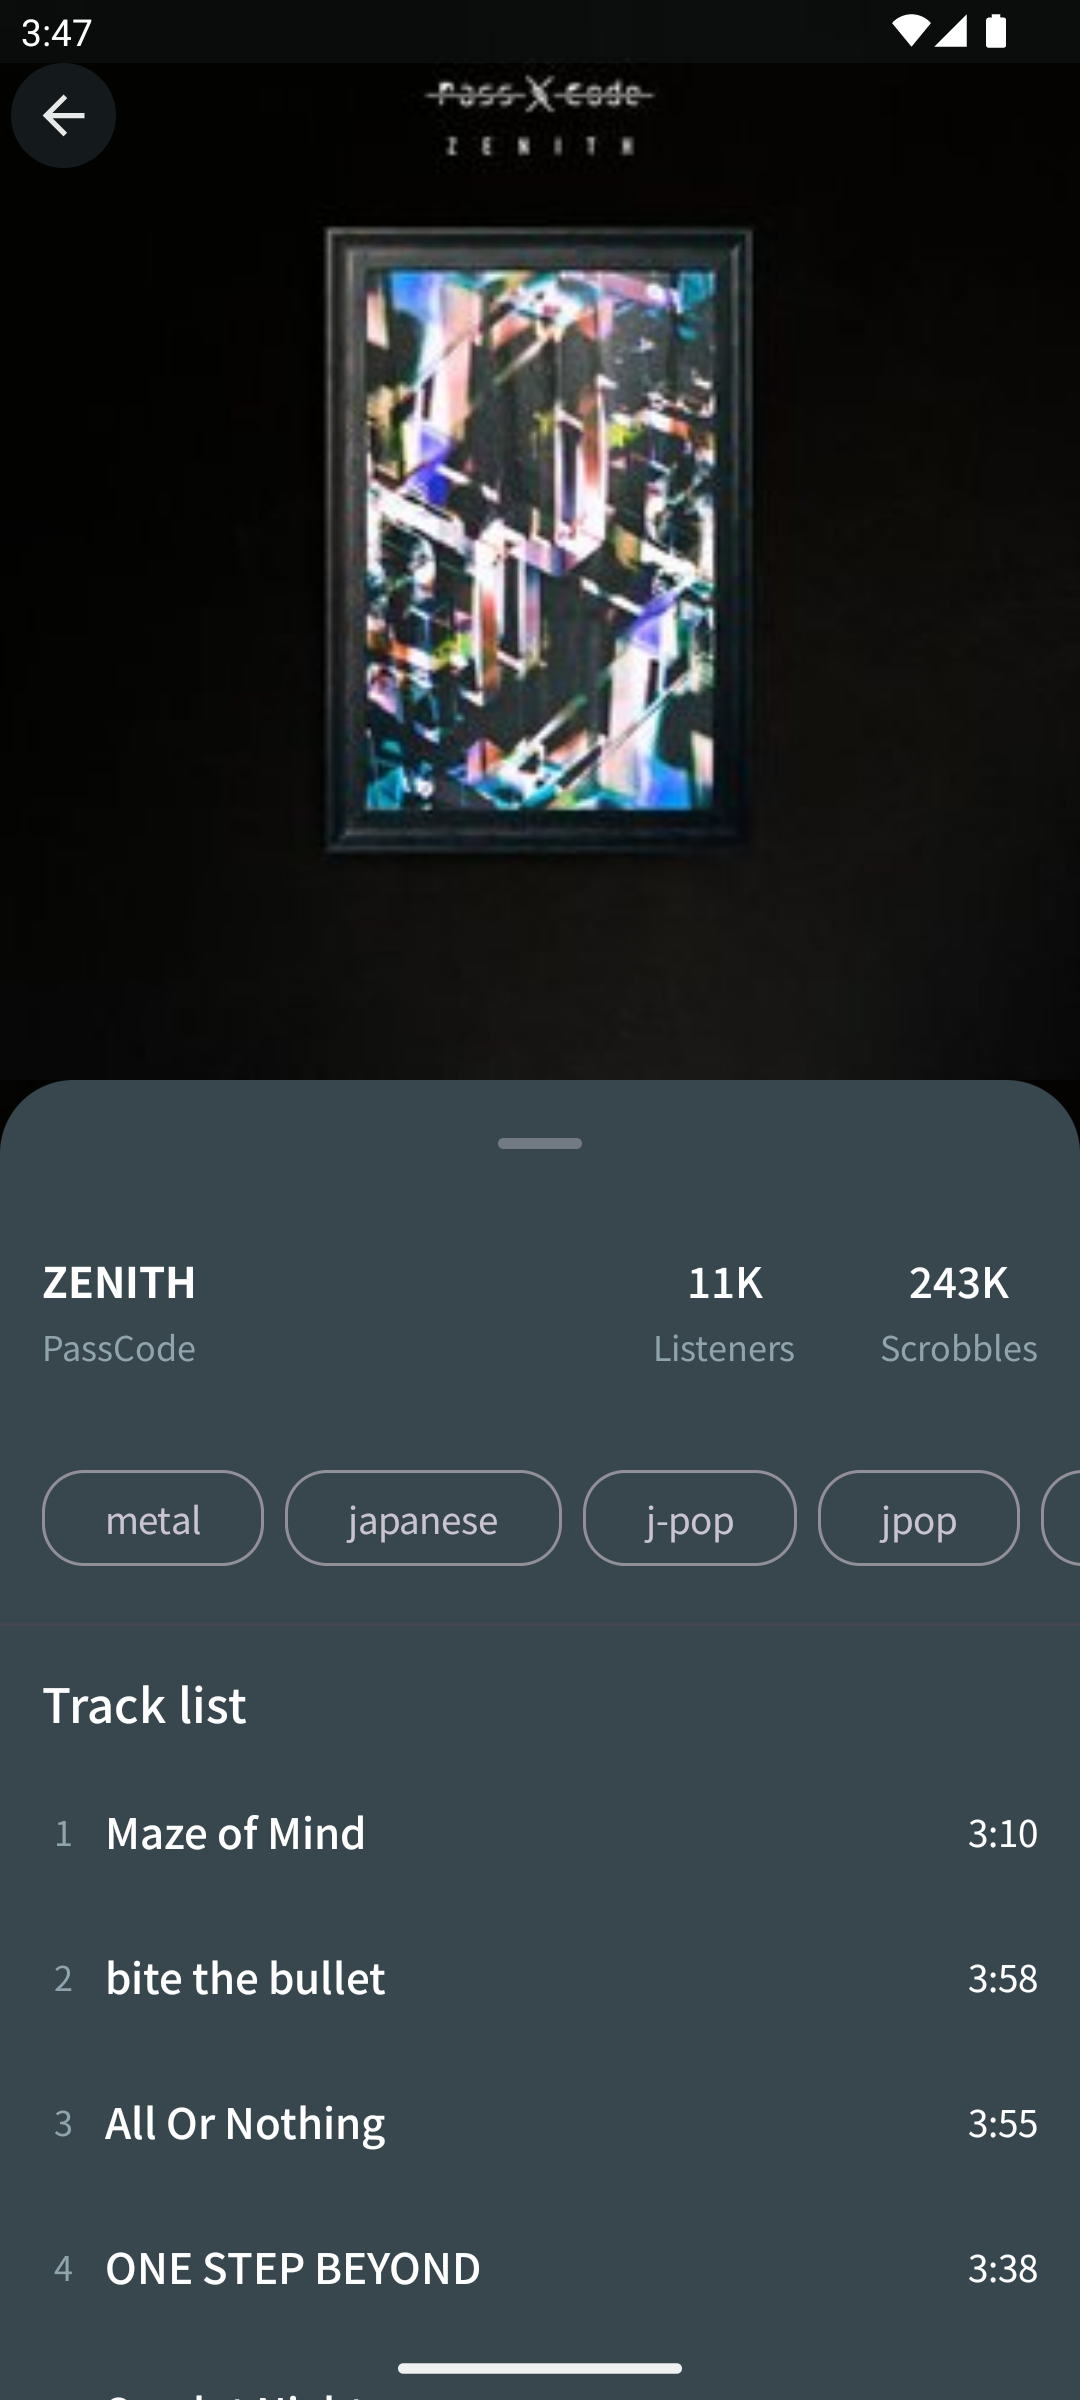 3:47
Pass X Code
ZENITH
ZENITH
11K
243K
PassCode
Listeners
Scrobbles
metal
japanese
j-pop
jpop
Track list
1 Maze of Mind 3:10
2 bite the bullet 3:58
3 All Or Nothing 3:55
4 ONE STEP BEYOND 3:38